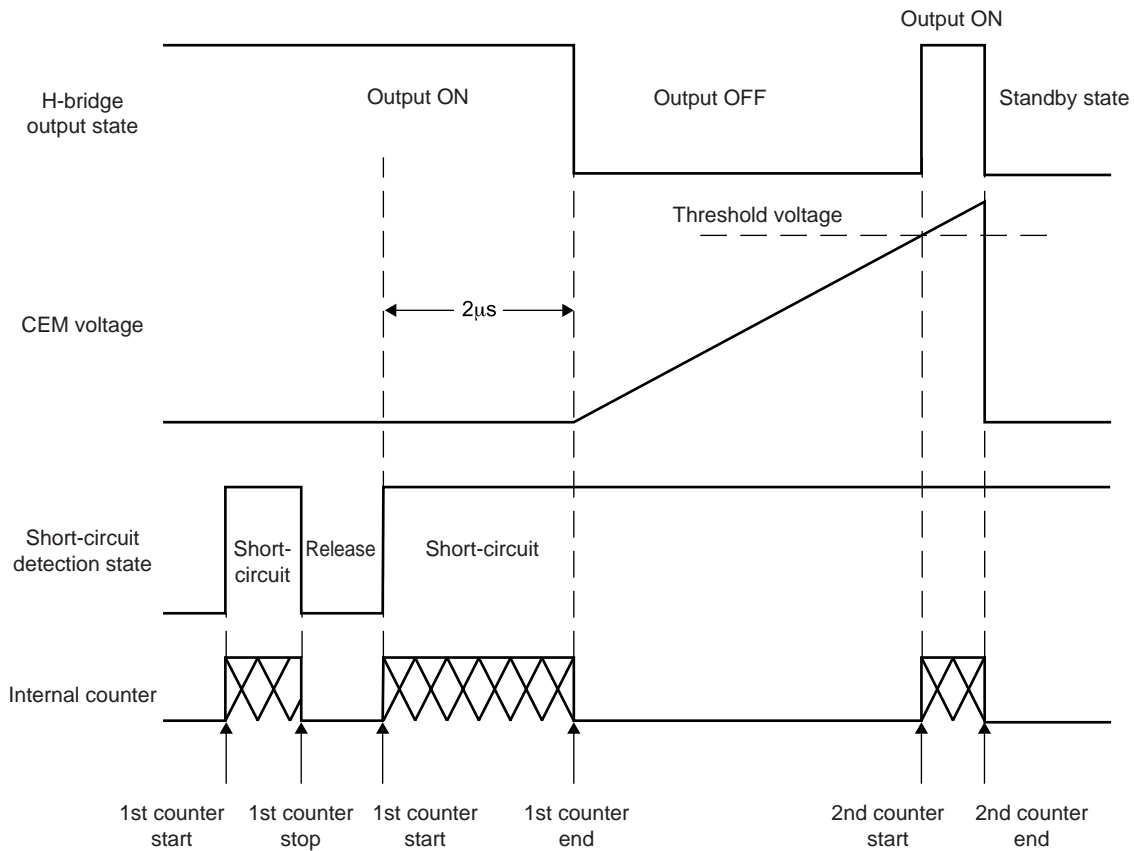 Output ON
H-bridge
output state
Output ON
Output OFF
Standby state
Threshold voltage
CEM voltage
2μs
Short-circuit
detection state
Short-
circuit
Release
Short-circuit
Internal counter
1st counter
start
1st counter
stop
1st counter
start
1st counter
end
2nd counter
start
2nd counter
end